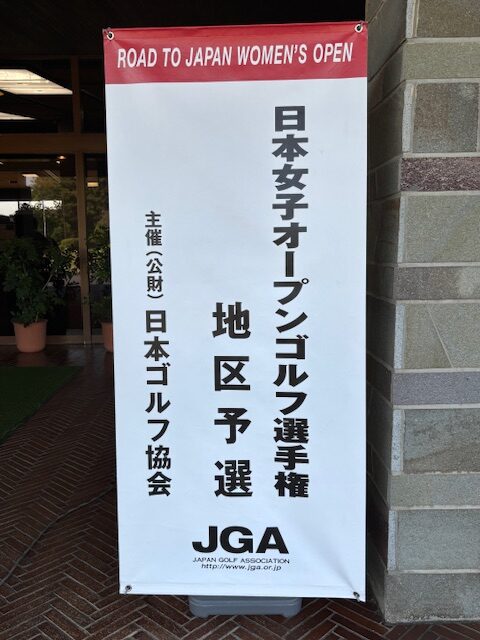 ROAD TO JAPAN WOMEN'S OPEN
日本女子オープンゴルフ選手権
地区予選
主催（公財）日本ゴルフ協会
JGA
JAPAN GOLF ASSOCIATION
http://www.jga.or.jp